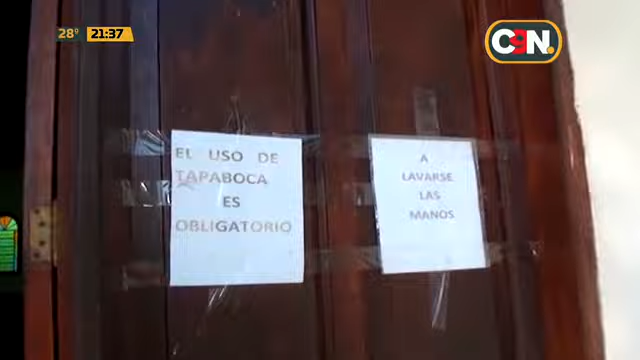 28º 21:37
C9N.
EL USO DE
TAPABOCA
ES
OBLIGATORIO
A
LAVARSE
LAS
MANOS